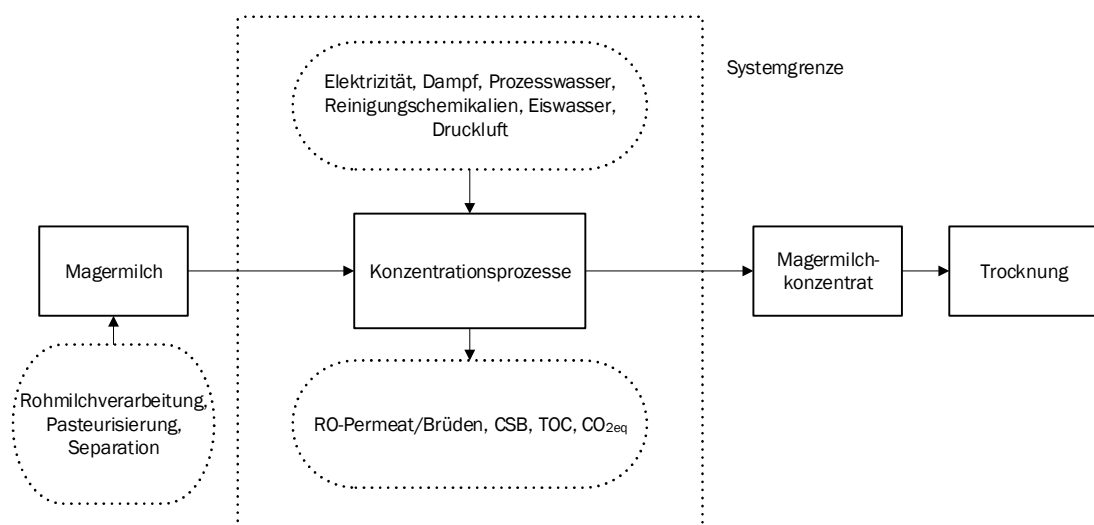 Elektrizität, Dampf, Prozesswasser,
Reinigungschemikalien, Eiswasser,
Druckluft
Systemgrenze
Magermilch
Konzentrationsprozesse
Magermilch-
konzentrat
Trocknung
Rohmilchverarbeitung,
Pasteurisierung,
Separation
RO-Permeat/Brüden, CSB, TOC, CO2eq